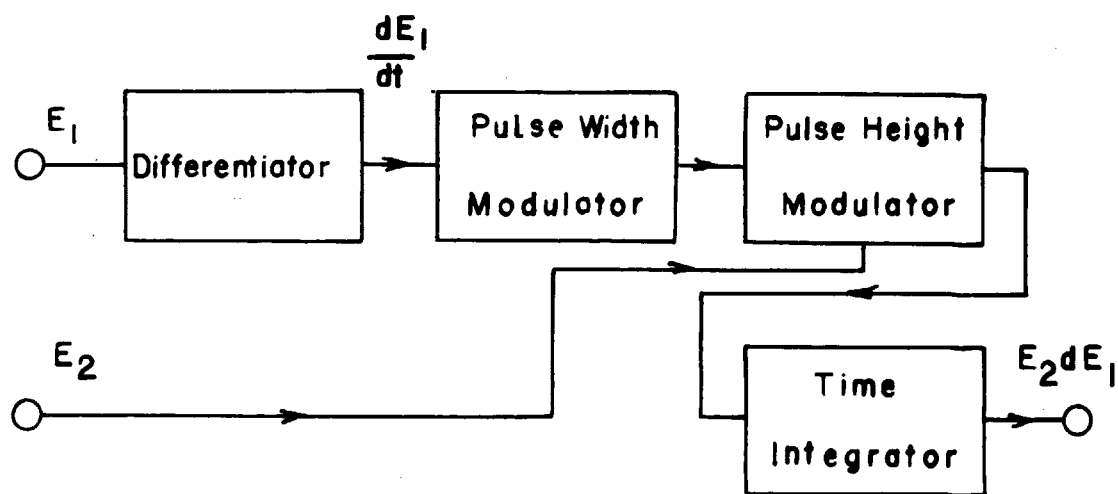 dE₁
dt
E₁
Differentiator
Pulse Width
Modulator
Pulse Height
Modulator
E₂
Time
Integrator
E₂dE₁